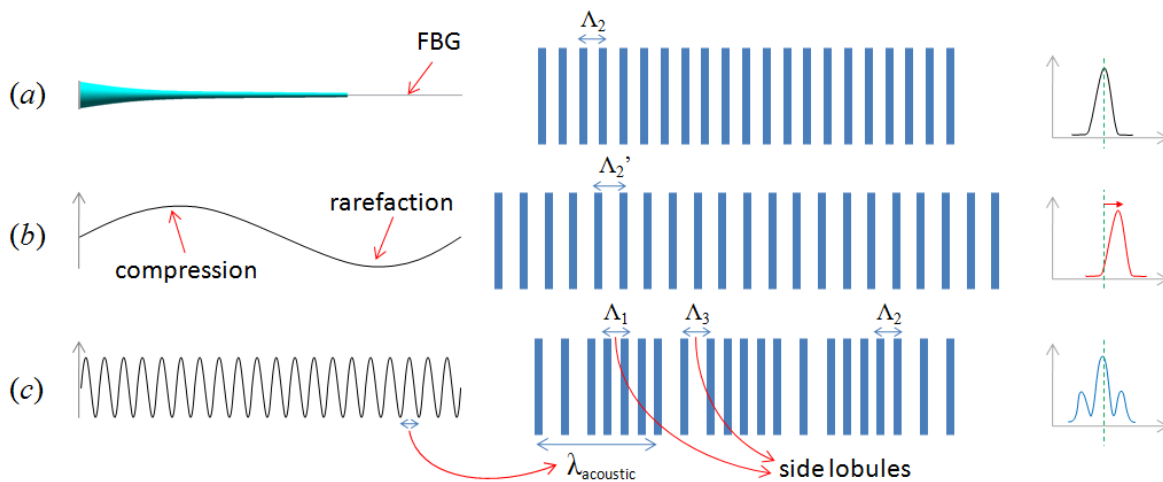 FBG
Λ2
(a)
Λ2’
rarefaction
(b)
compression
Λ1
Λ3
Λ2
(c)
λacoustic
side lobules